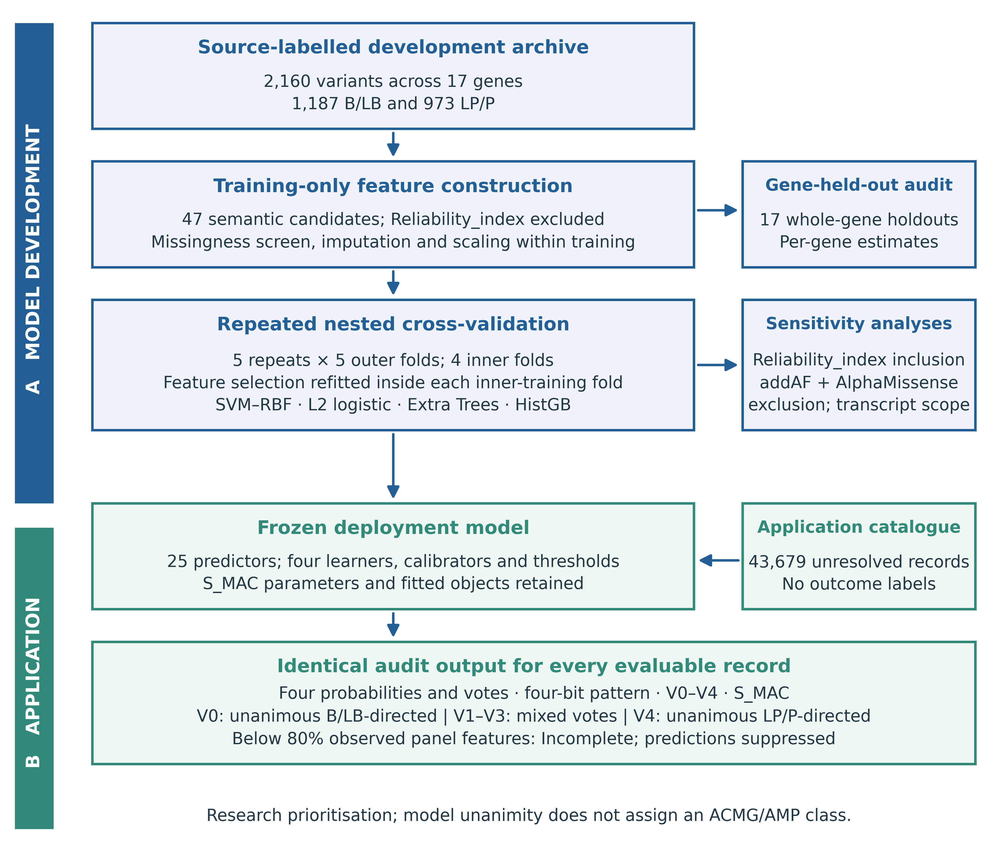 A MODEL DEVELOPMENT
Source-labelled development archive
2,160 variants across 17 genes
1,187 B/LB and 973 LP/P
Training-only feature construction
47 semantic candidates; Reliability_index excluded
Missingness screen, imputation and scaling within training
Gene-held-out audit
17 whole-gene holdouts
Per-gene estimates
Repeated nested cross-validation
5 repeats × 5 outer folds; 4 inner folds
Feature selection refitted inside each inner-training fold
SVM–RBF · L2 logistic · Extra Trees · HistGB
Sensitivity analyses
Reliability_index inclusion
addAF + AlphaMissense
exclusion; transcript scope
B APPLICATION
Frozen deployment model
25 predictors; four learners, calibrators and thresholds
S_MAC parameters and fitted objects retained
Application catalogue
43,679 unresolved records
No outcome labels
Identical audit output for every evaluable record
Four probabilities and votes · four-bit pattern · V0–V4 · S_MAC
V0: unanimous B/LB-directed | V1–V3: mixed votes | V4: unanimous LP/P-directed
Below 80% observed panel features: Incomplete; predictions suppressed
Research prioritisation; model unanimity does not assign an ACMG/AMP class.